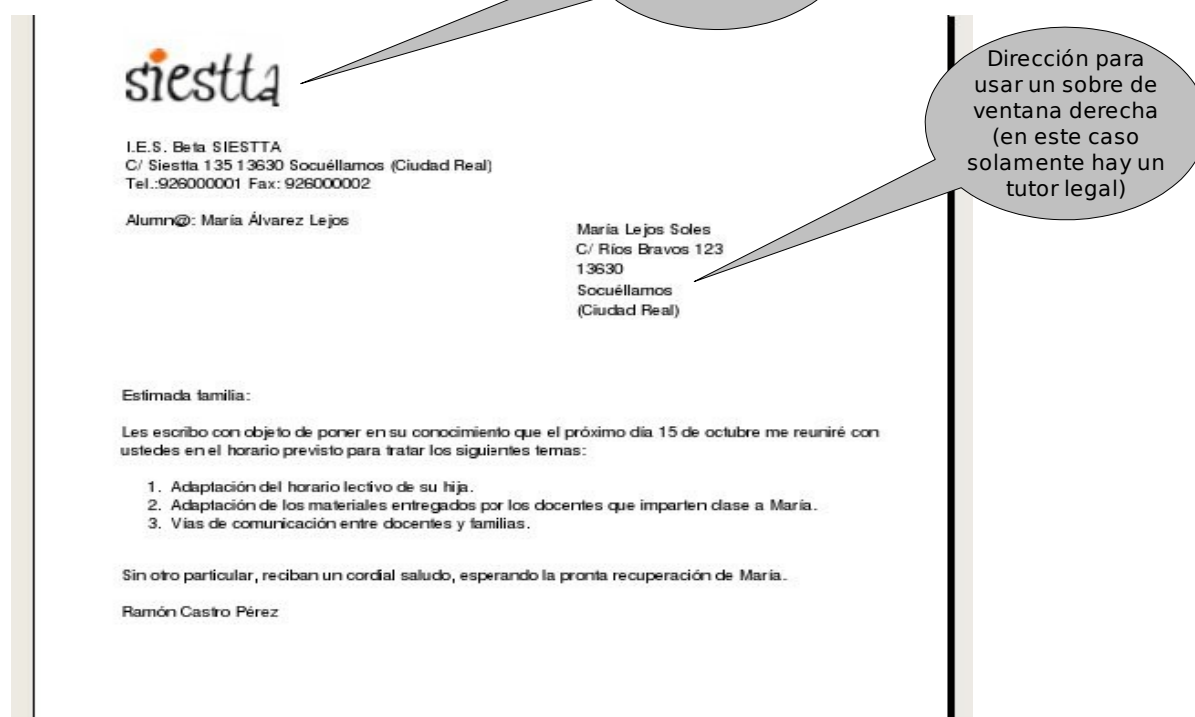 siestta
Dirección para
usar un sobre de
ventana derecha
(en este caso
solamente hay un
tutor legal)
I.E.S. Beta SIESTTA
C/ Siestta 135 13630 Socuéllamos (Ciudad Real)
Tel.:926000001 Fax: 926000002
Alumn@: María Álvarez Lejos
María Lejos Soles
C/ Ríos Bravos 123
13630
Socuéllamos
(Ciudad Real)
Estimada familia:
Les escribo con objeto de poner en su conocimiento que el próximo día 15 de octubre me reuniré con
ustedes en el horario previsto para tratar los siguientes temas:
1. Adaptación del horario lectivo de su hija.
2. Adaptación de los materiales entregados por los docentes que imparten clase a María.
3. Vías de comunicación entre docentes y familias.
Sin otro particular, reciban un cordial saludo, esperando la pronta recuperación de María.
Ramón Castro Pérez